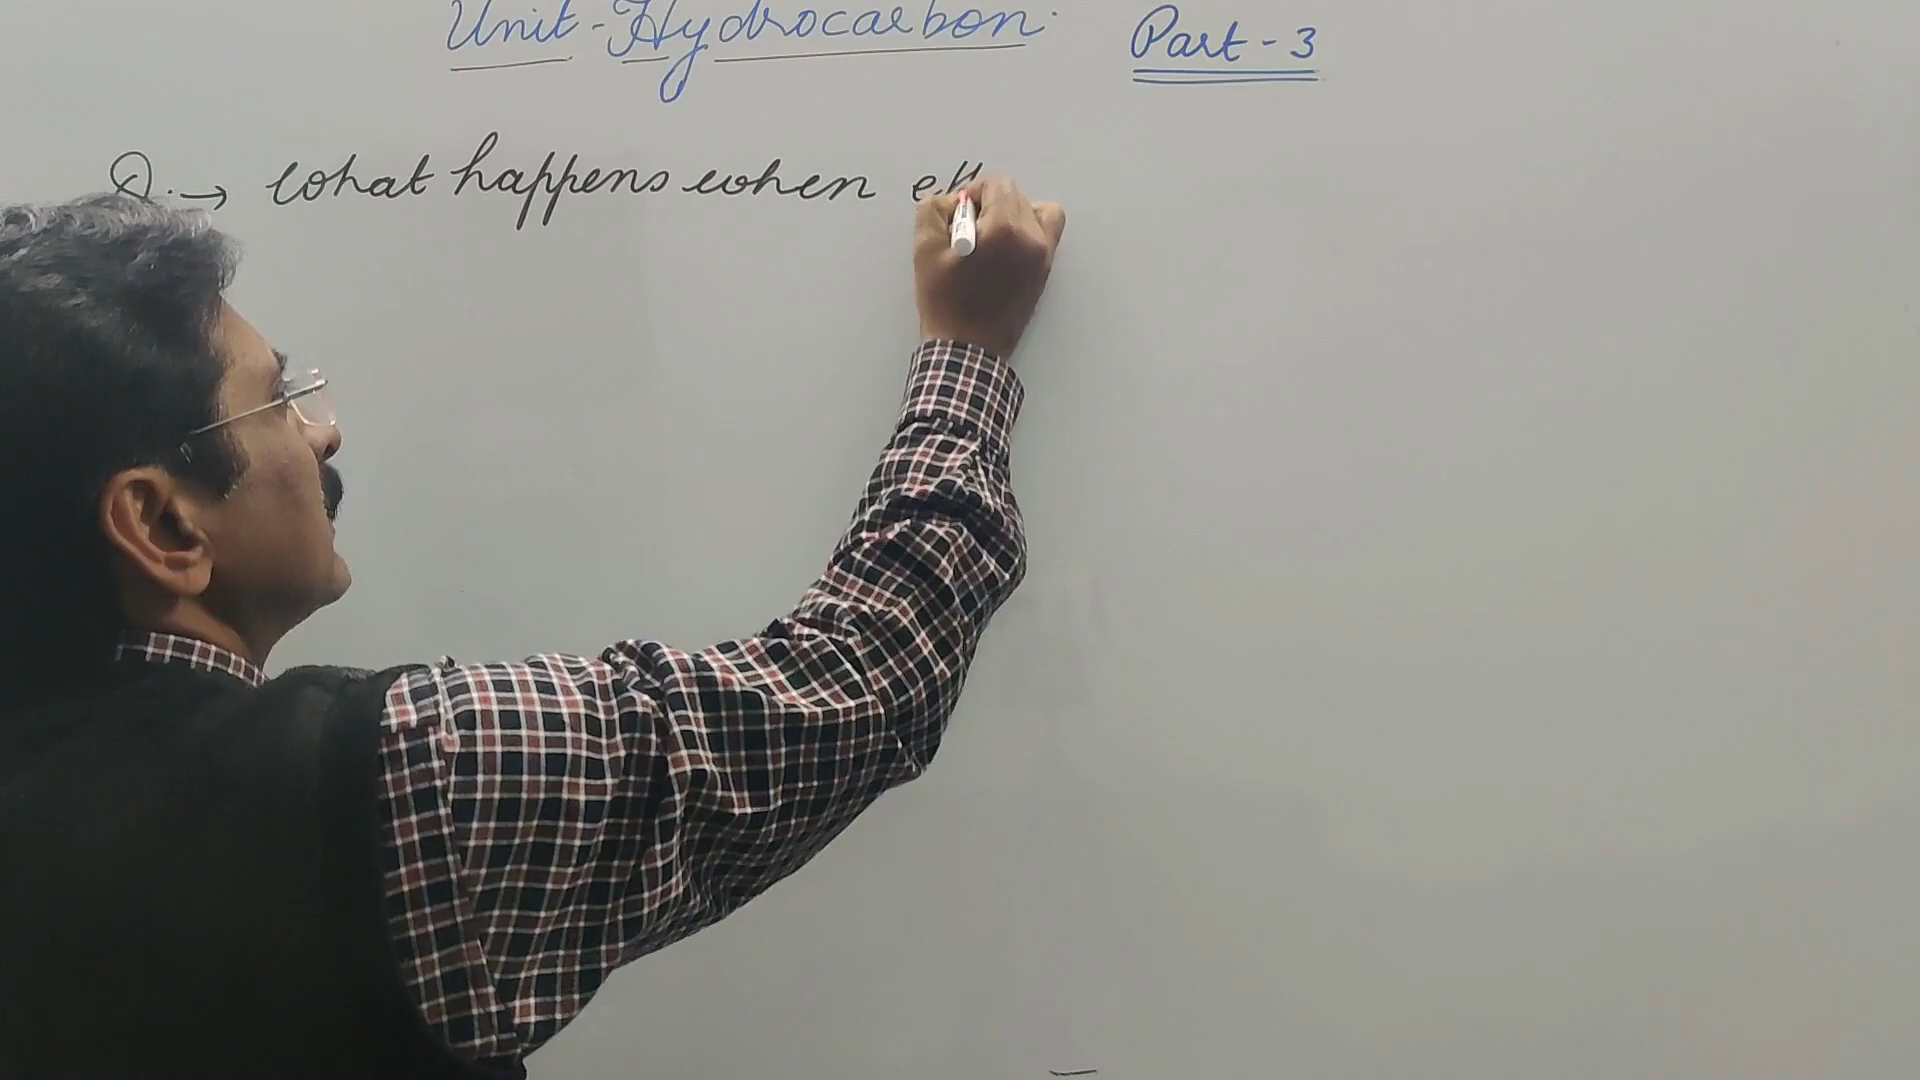 Unit-Hydrocarbon. Part-3
Q.→ What happens when